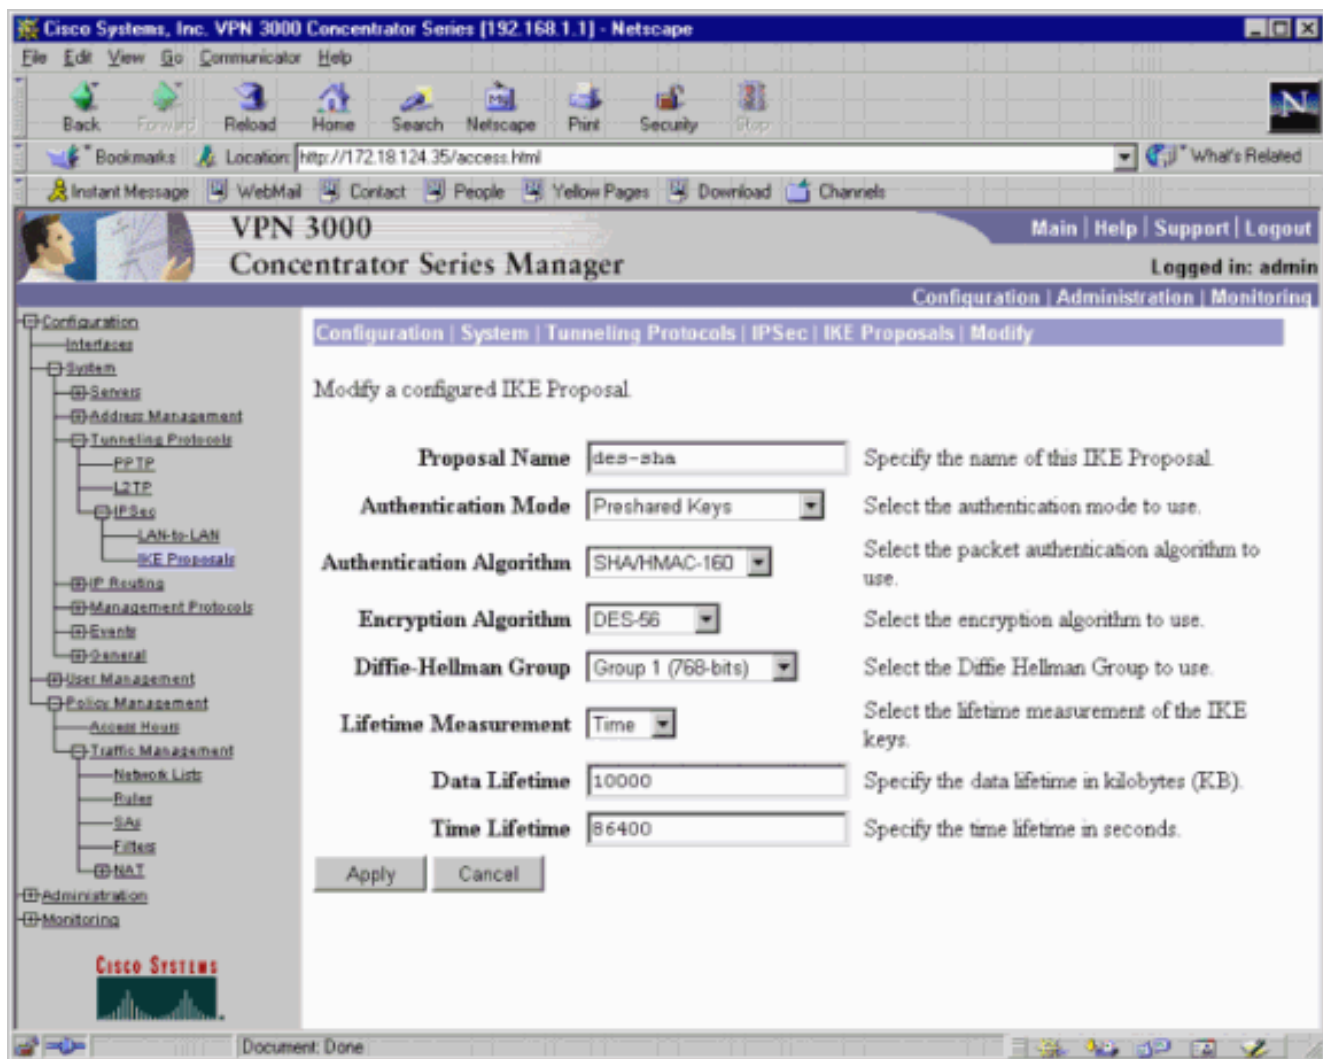 Cisco Systems, Inc. VPN 3000 Concentrator Series [192.168.1.1] - Netscape
File Edit View Go Communicator Help
Back Forward Reload Home Search Netscape Print Security Stop
My
N
Bookmarks Location: http://172.18.124.35/access.html What's Related
Instant Message WebMail Contact People Yellow Pages Download Channels
VPN 3000
Concentrator Series Manager
Main | Help | Support | Logout
Logged in: admin
Configuration | Administration | Monitoring
Configuration
Interfaces
System
Servers
Address Management
Tunneling Protocols
PPTP
L2TP
IPSec
LAN-to-LAN
IKE Proposals
IP Routing
Management Protocols
Events
General
User Management
Policy Management
Access Hours
Traffic Management
Network Lists
Rules
SAs
Filters
NAT
Administration
Monitoring
CISCO SYSTEMS
Configuration | System | Tunneling Protocols | IPSec | IKE Proposals | Modify
Modify a configured IKE Proposal.
Proposal Name des-sha Specify the name of this IKE Proposal.
Authentication Mode Preshared Keys Select the authentication mode to use.
Authentication Algorithm SHA/HMAC-160 Select the packet authentication algorithm to
use.
Encryption Algorithm DES-56 Select the encryption algorithm to use.
Diffie-Hellman Group Group 1 (768-bits) Select the Diffie Hellman Group to use.
Lifetime Measurement Time Select the lifetime measurement of the IKE
keys.
Data Lifetime 10000 Specify the data lifetime in kilobytes (KB).
Time Lifetime 86400 Specify the time lifetime in seconds.
Apply Cancel
Document: Done